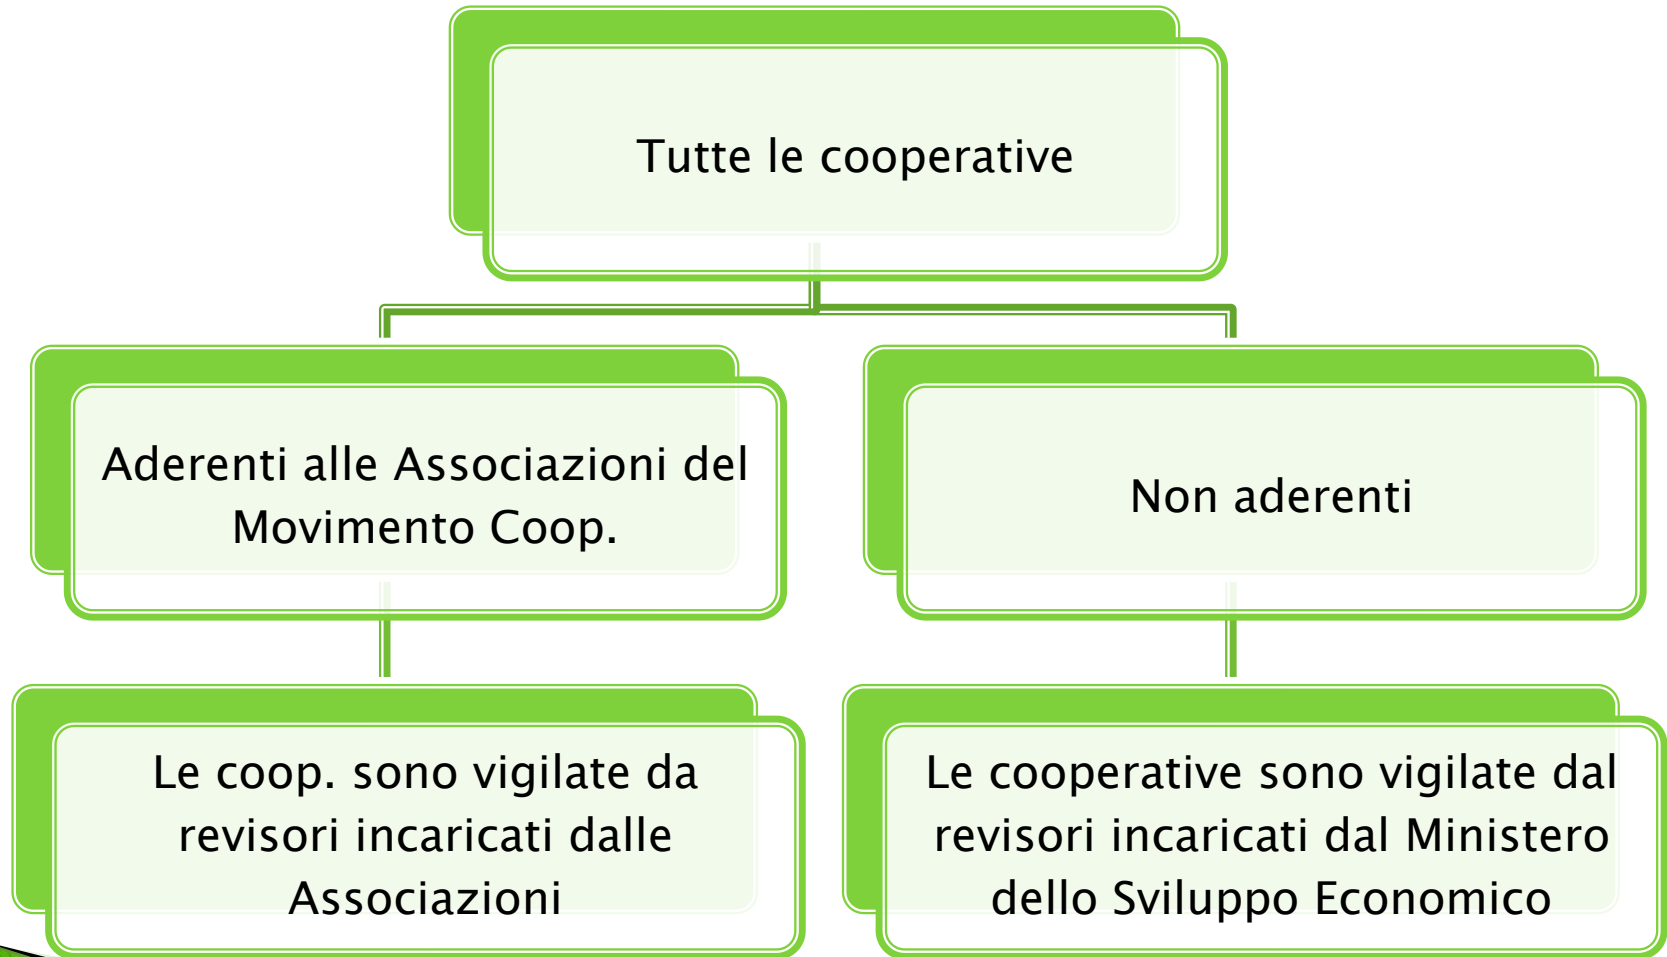 Tutte le cooperative
Aderenti alle Associazioni del
Movimento Coop.
Non aderenti
Le coop. sono vigilate da
revisori incaricati dalle
Associazioni
Le cooperative sono vigilate dal
revisori incaricati dal Ministero
dello Sviluppo Economico